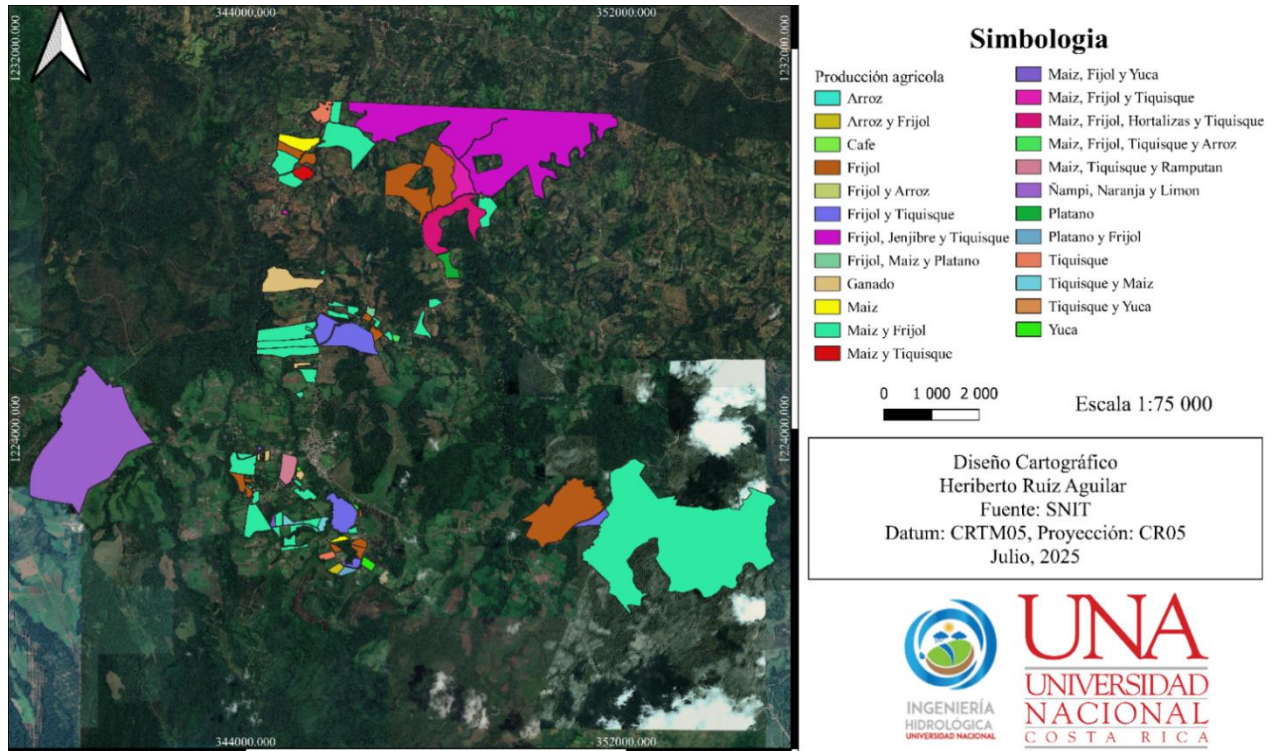 344000.000
352000.000
1232000.000
1232000.000
1224000.000
1224000.000
344000.000
352000.000
Simbologia
Producción agricola
Arroz
Arroz y Frijol
Cafe
Frijol
Frijol y Arroz
Frijol y Tiquisque
Frijol, Jenjibre y Tiquisque
Frijol, Maiz y Platano
Ganado
Maiz
Maiz y Frijol
Maiz y Tiquisque
Maiz, Fijol y Yuca
Maiz, Frijol y Tiquisque
Maiz, Frijol, Hortalizas y Tiquisque
Maiz, Frijol, Tiquisque y Arroz
Maiz, Tiquisque y Ramputan
Ñampi, Naranja y Limon
Platano
Platano y Frijol
Tiquisque
Tiquisque y Maiz
Tiquisque y Yuca
Yuca
0 1 000 2 000
Escala 1:75 000
Diseño Cartográfico
Heriberto Ruíz Aguilar
Fuente: SNIT
Datum: CRTM05, Proyección: CR05
Julio, 2025
INGENIERÍA
HIDROLÓGICA
UNIVERSIDAD NACIONAL
UNA
UNIVERSIDAD
NACIONAL
COSTA RICA